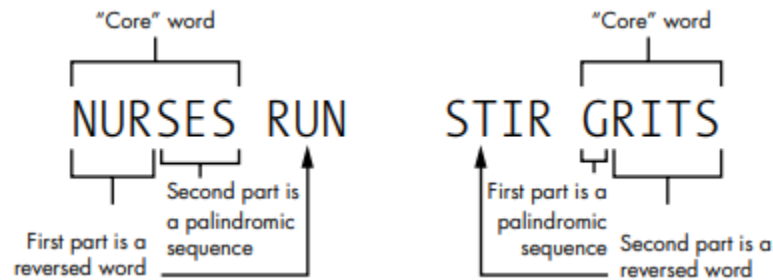 “Core” word
NURSES RUN
First part is a
reversed word
Second part is
a palindromic
sequence
“Core” word
STIR GRITS
First part is a
palindromic
sequence
Second part is a
reversed word